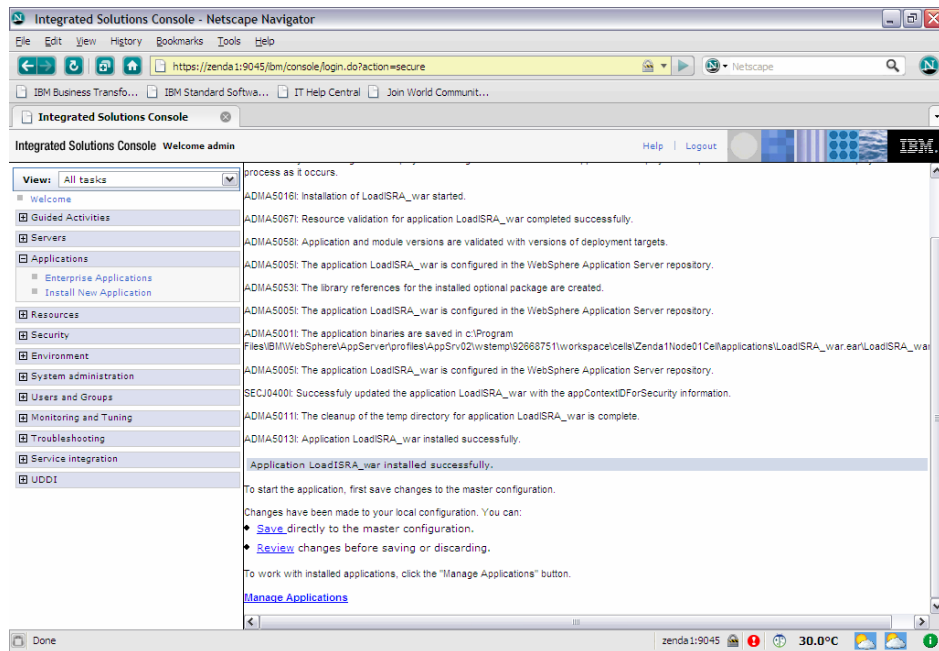 Integrated Solutions Console - Netscape Navigator
File Edit View History Bookmarks Tools Help
https://zenda1:9045/ibm/console/login.do?action=secure
Netscape
IBM Business Transfo... IBM Standard Softwa... IT Help Central Join World Communit...
Integrated Solutions Console
Integrated Solutions Console Welcome admin
Help | Logout
IBM.
View: All tasks
Welcome
Guided Activities
Servers
Applications
Enterprise Applications
Install New Application
Resources
Security
Environment
System administration
Users and Groups
Monitoring and Tuning
Troubleshooting
Service integration
UDDI
process as it occurs.
ADMA5016I: Installation of LoadISRA_war started.
ADMA5067I: Resource validation for application LoadISRA_war completed successfully.
ADMA5058I: Application and module versions are validated with versions of deployment targets.
ADMA5005I: The application LoadISRA_war is configured in the WebSphere Application Server repository.
ADMA5053I: The library references for the installed optional package are created.
ADMA5005I: The application LoadISRA_war is configured in the WebSphere Application Server repository.
ADMA5001I: The application binaries are saved in c:\Program
Files\IBM\WebSphere\AppServer\profiles\AppSrv02\wstemp\92668751\workspace\cells\Zenda1Node01Cell\applications\LoadISRA_war.ear\LoadISRA_wa
ADMA5005I: The application LoadISRA_war is configured in the WebSphere Application Server repository.
SECJ0400I: Successfuly updated the application LoadISRA_war with the appContextIDForSecurity information.
ADMA5011I: The cleanup of the temp directory for application LoadISRA_war is complete.
ADMA5013I: Application LoadISRA_war installed successfully.
Application LoadISRA_war installed successfully.
To start the application, first save changes to the master configuration.
Changes have been made to your local configuration. You can:
Save directly to the master configuration.
Review changes before saving or discarding.
To work with installed applications, click the "Manage Applications" button.
Manage Applications
Done
zenda1:9045
30.0°C